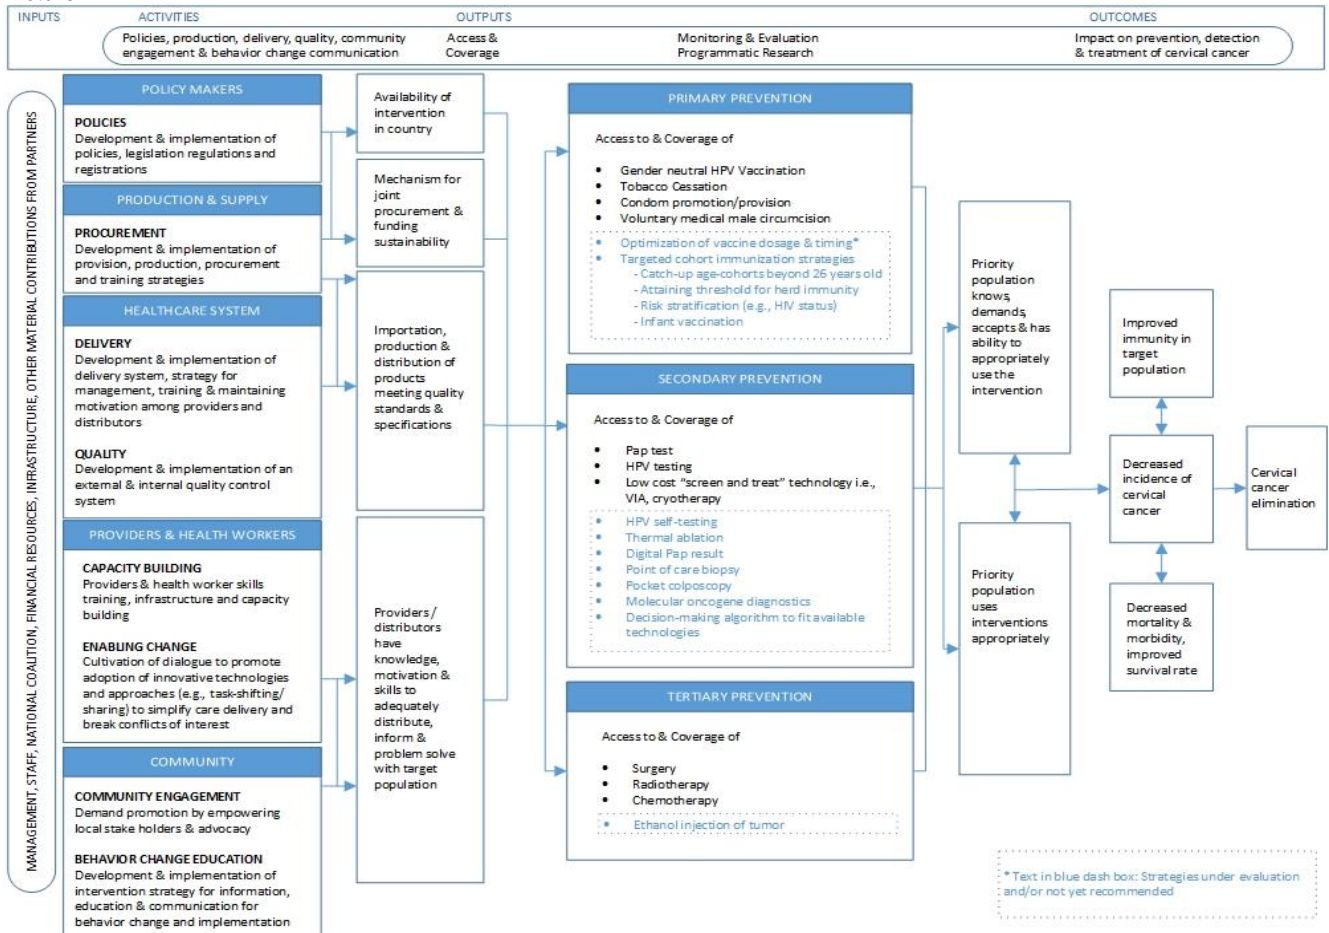 INPUTS
ACTIVITIES
OUTPUTS
OUTCOMES
Policies, production, delivery, quality, community
engagement & behavior change communication
Access &
Coverage
Monitoring & Evaluation
Programmatic Research
Impact on prevention, detection
& treatment of cervical cancer
MANAGEMENT, STAFF, NATIONAL COALITION, FINANCIAL RESOURCES, INFRASTRUCTURE, OTHER MATERIAL CONTRIBUTIONS FROM PARTNERS
POLICY MAKERS
POLICIES
Development & implementation of
policies, legislation regulations and
registrations
PRODUCTION & SUPPLY
PROCUREMENT
Development & implementation of
provision, production, procurement
and training strategies
HEALTHCARE SYSTEM
DELIVERY
Development & implementation of
delivery system, strategy for
management, training & maintaining
motivation among providers and
distributors
QUALITY
Development & implementation of an
external & internal quality control
system
PROVIDERS & HEALTH WORKERS
CAPACITY BUILDING
Providers & health worker skills
training, infrastructure and capacity
building
ENABLING CHANGE
Cultivation of dialogue to promote
adoption of innovative technologies
and approaches (e.g., task-shifting/
sharing) to simplify care delivery and
break conflicts of interest
COMMUNITY
COMMUNITY ENGAGEMENT
Demand promotion by empowering
local stake holders & advocacy
BEHAVIOR CHANGE EDUCATION
Development & implementation of
intervention strategy for information,
education & communication for
behavior change and implementation
Availability of
intervention
in country
Mechanism for
joint
procurement &
funding
sustainability
Importation,
production &
distribution of
products
meeting quality
standards &
specifications
Providers /
distributors
have
knowledge,
motivation &
skills to
adequately
distribute,
inform &
problem solve
with target
population
PRIMARY PREVENTION
Access to & Coverage of
• Gender neutral HPV Vaccination
• Tobacco Cessation
• Condom promotion/provision
• Voluntary medical male circumcision
• Optimization of vaccine dosage & timing*
• Targeted cohort immunization strategies
- Catch-up age-cohorts beyond 26 years old
- Attaining threshold for herd immunity
- Risk stratification (e.g., HIV status)
- Infant vaccination
SECONDARY PREVENTION
Access to & Coverage of
• Pap test
• HPV testing
• Low cost “screen and treat” technology i.e.,
VIA, cryotherapy
• HPV self-testing
• Thermal ablation
• Digital Pap result
• Point of care biopsy
• Pocket colposcopy
• Molecular oncogene diagnostics
• Decision-making algorithm to fit available
technologies
TERTIARY PREVENTION
Access to & Coverage of
• Surgery
• Radiotherapy
• Chemotherapy
• Ethanol injection of tumor
Priority
population
knows,
demands,
accepts & has
ability to
appropriately
use the
intervention
Priority
population
uses
interventions
appropriately
Improved
immunity in
target
population
Decreased
incidence of
cervical
cancer
Decreased
mortality &
morbidity,
improved
survival rate
Cervical
cancer
elimination
* Text in blue dash box: Strategies under evaluation
and/or not yet recommended